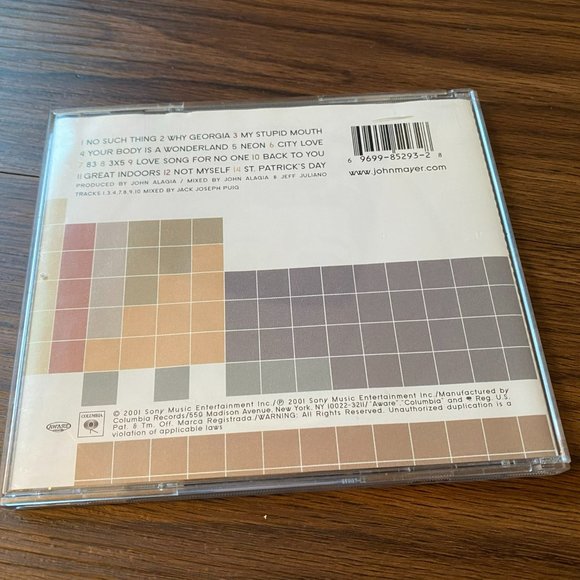 1 NO SUCH THING 2 WHY GEORGIA 3 MY STUPID MOUTH
4 YOUR BODY IS A WONDERLAND 5 NEON 6 CITY LOVE
7 83 8 3X5 9 LOVE SONG FOR NO ONE 10 BACK TO YOU
11 GREAT INDOORS 12 NOT MYSELF 14 ST. PATRICK'S DAY
PRODUCED BY JOHN ALAGIA / MIXED BY JOHN ALAGIA & JEFF JULIANO
TRACKS 1,3,4,7,8,9,10 MIXED BY JACK JOSEPH PUIG
6 9699-85293-2 8
www.johnmayer.com
© 2001 Sony Music Entertainment Inc./℗ 2001 Sony Music Entertainment Inc./Manufactured by
Columbia Records/550 Madison Avenue, New York, NY 10022-3211/"Aware","Columbia" and Reg. U.S.
Pat. & Tm. Off. Marca Registrada./WARNING: All Rights Reserved. Unauthorized duplication is a
violation of applicable laws
AWARE
COLUMBIA